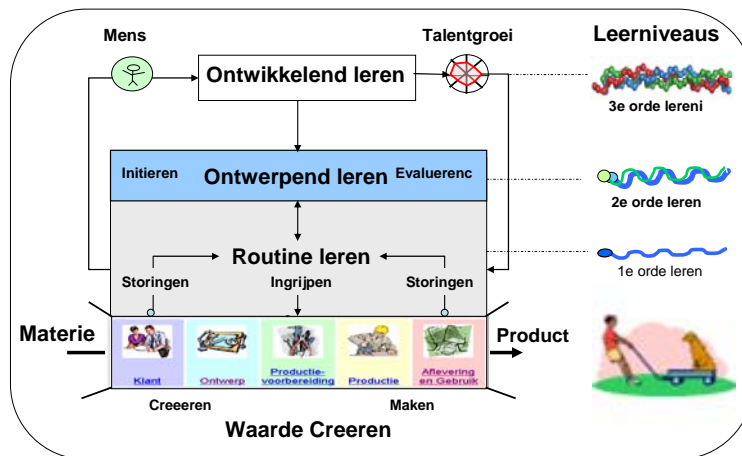 Mens
Talentgroei
Leerniveaus
Ontwikkelend leren
3e orde lereni
Initieren
Ontwerpend leren
Evaluerenc
2e orde leren
Routine leren
Storingen
Ingrijpen
Storingen
1e orde leren
Materie
Product
Klant
Ontwerp
Productie-
voorbereiding
Productie
Aflevering
en Gebruik
Creeeren
Maken
Waarde Creeren